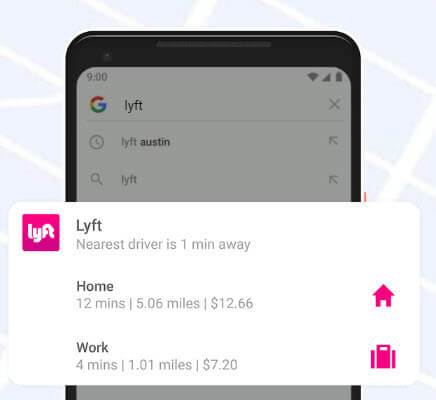 9:00
lyft
lyft austin
lyft
lyft
Lyft
Nearest driver is 1 min away
Home
12 mins | 5.06 miles | $12.66
Work
4 mins | 1.01 miles | $7.20